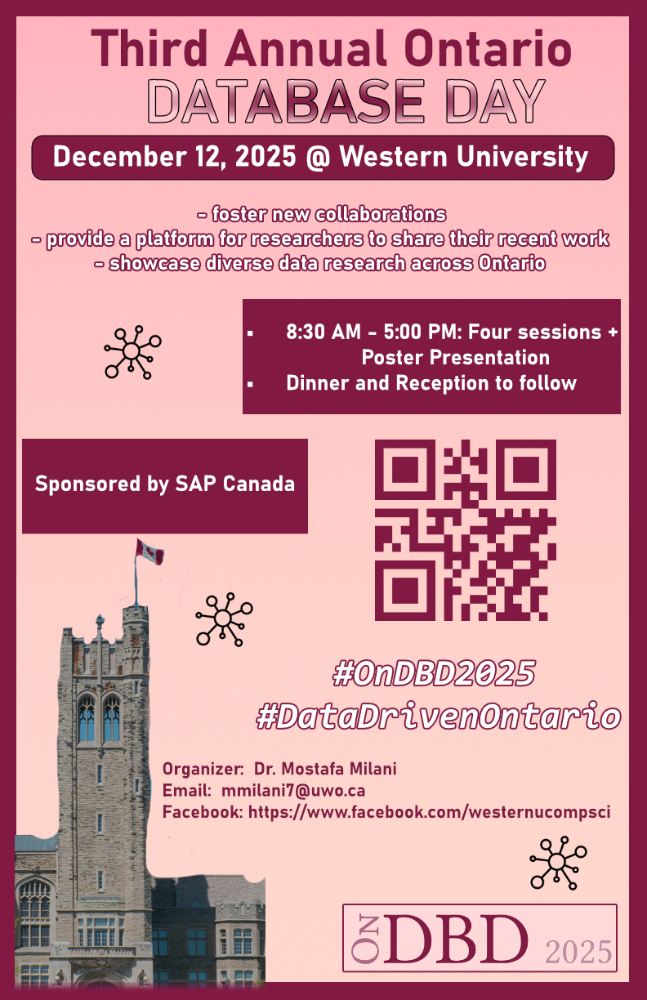 Third Annual Ontario
DATABASE DAY
December 12, 2025 @ Western University
- foster new collaborations
- provide a platform for researchers to share their recent work
- showcase diverse data research across Ontario
▪ 8:30 AM - 5:00 PM: Four sessions +
Poster Presentation
▪ Dinner and Reception to follow
Sponsored by SAP Canada
#OnDBD2025
#DataDrivenOntario
Organizer: Dr. Mostafa Milani
Email: mmilani7@uwo.ca
Facebook: https://www.facebook.com/westernucompsci
ON DBD 2025